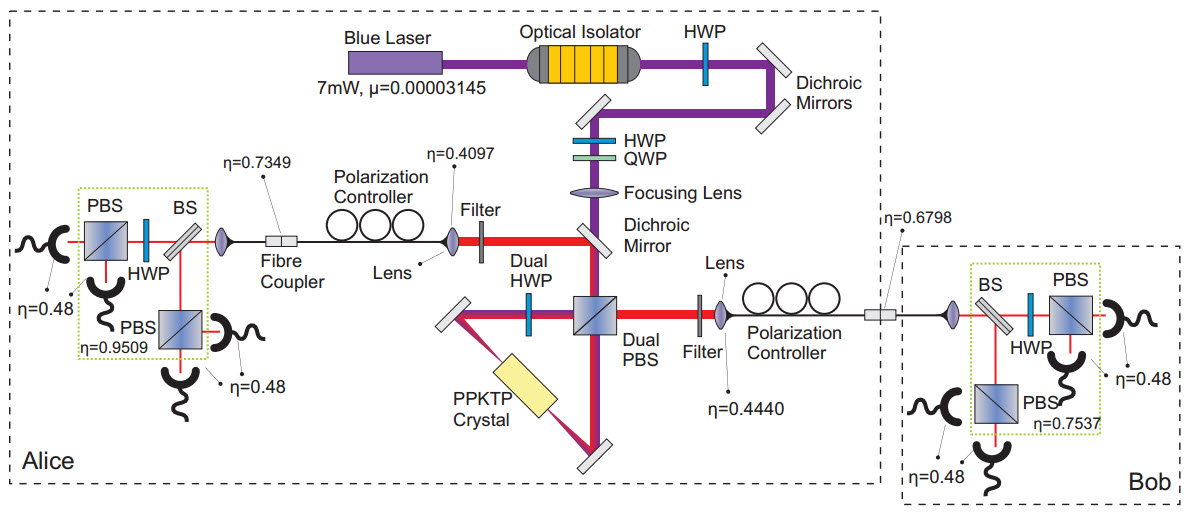 Blue Laser
7mW, μ=0.00003145
Optical Isolator
HWP
Dichroic
Mirrors
HWP
QWP
Focusing Lens
Dichroic
Mirror
η=0.7349
η=0.4097
Polarization
Controller
Filter
Lens
Fibre
Coupler
PBS
BS
HWP
η=0.48
PBS
η=0.9509
η=0.48
Dual
HWP
Dual
PBS
PPKTP
Crystal
Lens
Filter
Polarization
Controller
η=0.4440
η=0.6798
Alice
BS
PBS
HWP
η=0.48
PBS
η=0.7537
η=0.48
Bob